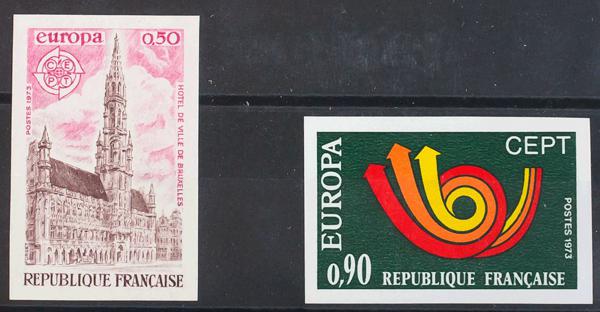 europa 0,50
CEPT
POSTES 1973
HOTEL DE VILLE DE BRUXELLES
REPUBLIQUE FRANÇAISE
EUROPA
CEPT
POSTES 1973
0,90 REPUBLIQUE FRANÇAISE